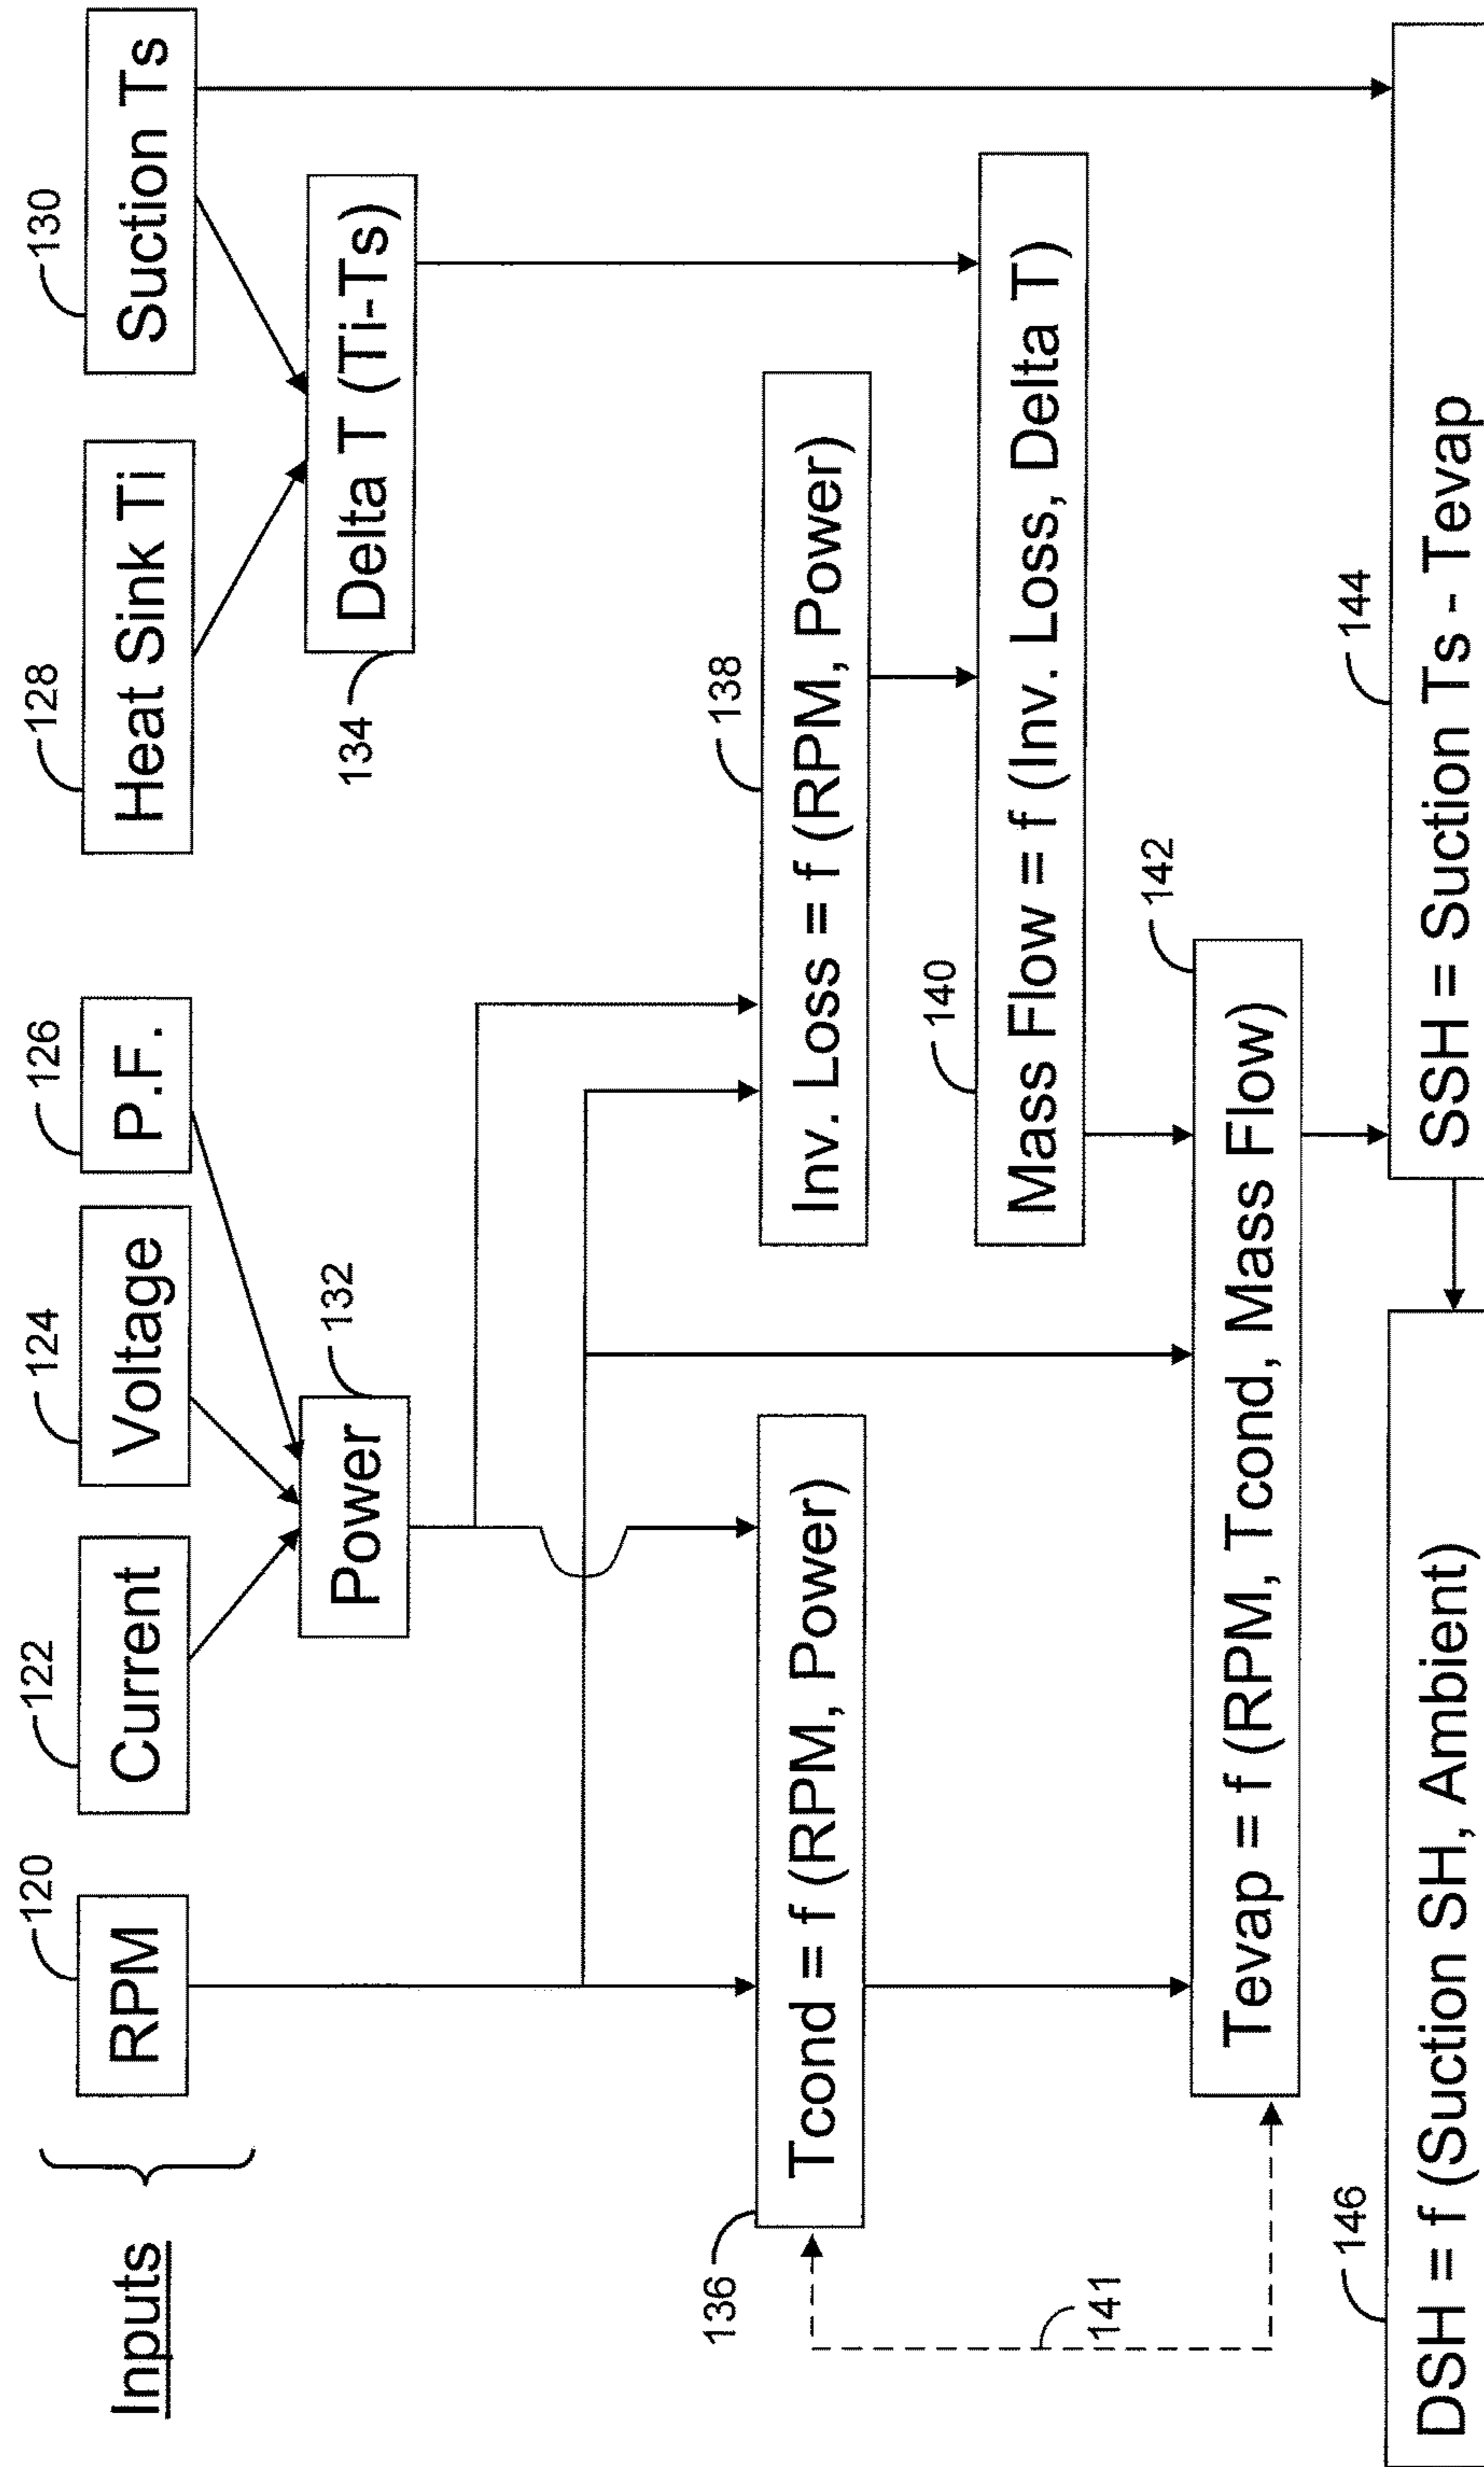 Inputs
120
RPM
122
Current
124
Voltage
126
P.F.
128
Heat Sink Ti
130
Suction Ts
132
Power
134
Delta T (Ti-Ts)
136
Tcond = f (RPM, Power)
138
Inv. Loss = f (RPM, Power)
140
Mass Flow = f (Inv. Loss, Delta T)
141
142
Tevap = f (RPM, Tcond, Mass Flow)
144
SSH = Suction Ts - Tevap
146
DSH = f (Suction SH, Ambient)